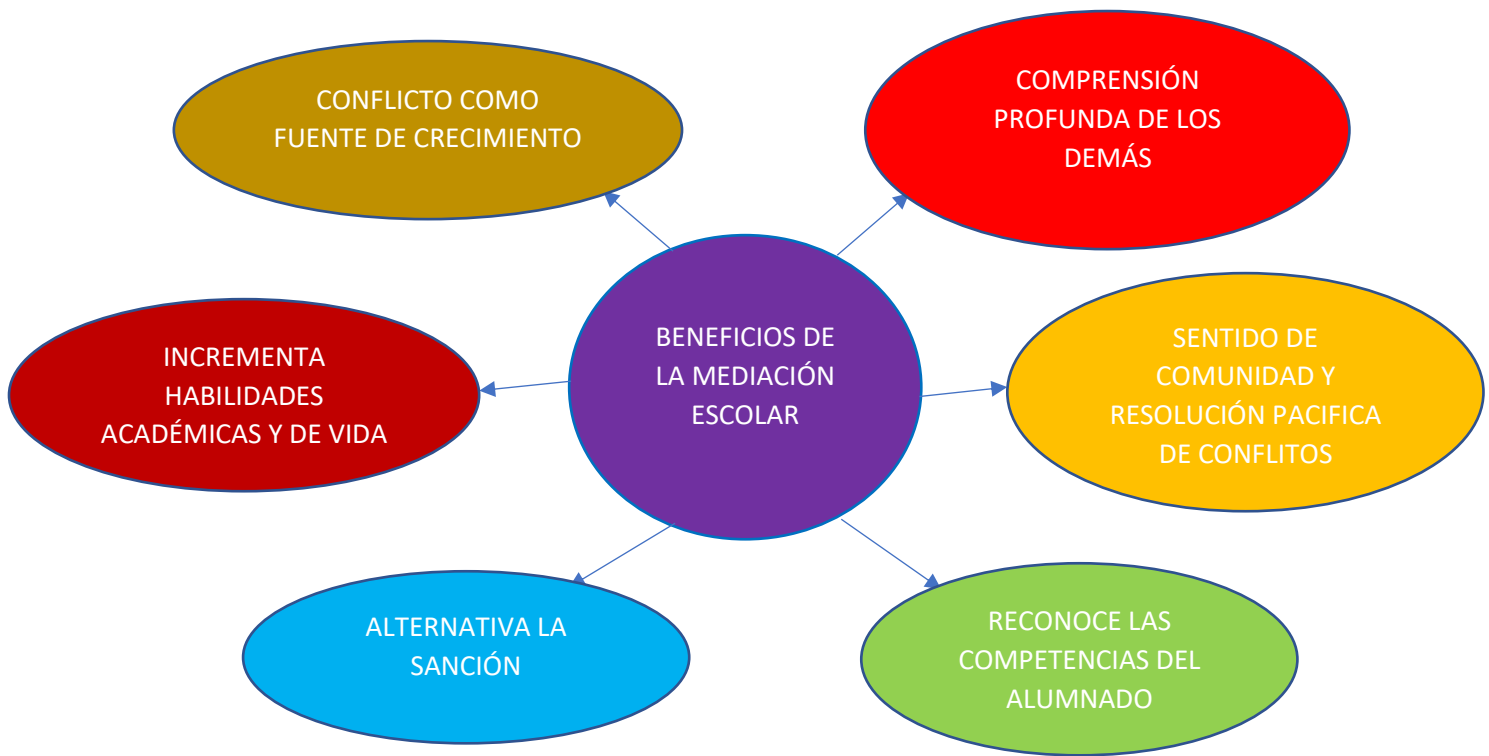 CONFLICTO COMO
FUENTE DE CRECIMIENTO
COMPRENSIÓN
PROFUNDA DE LOS
DEMÁS
INCREMENTA
HABILIDADES
ACADÉMICAS Y DE VIDA
BENEFICIOS DE
LA MEDIACIÓN
ESCOLAR
SENTIDO DE
COMUNIDAD Y
RESOLUCIÓN PACIFICA
DE CONFLITOS
ALTERNATIVA LA
SANCIÓN
RECONOCE LAS
COMPETENCIAS DEL
ALUMNADO